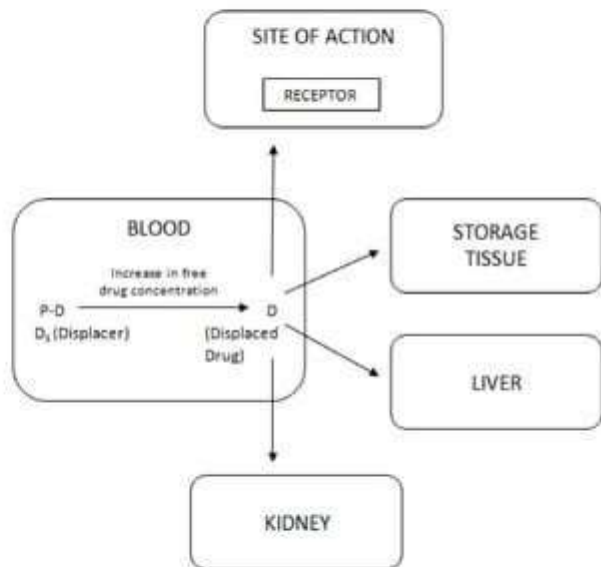 SITE OF ACTION
RECEPTOR
BLOOD
Increase in free
drug concentration
P-D
D
D₁ (Displacer)
(Displaced
Drug)
STORAGE
TISSUE
LIVER
KIDNEY